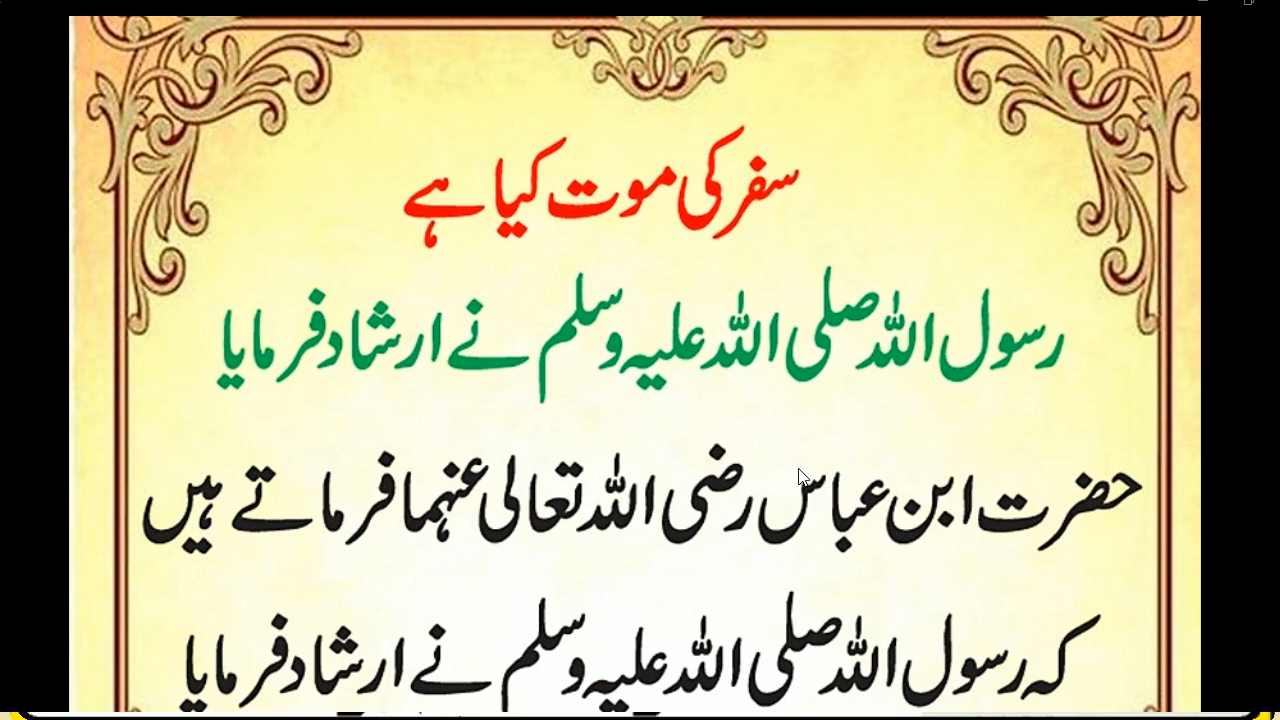 سفر کی موت کیا ہے
رسول اللہ صلی اللہ علیہ وسلم نے ارشاد فرمایا
حضرت ابن عباس رضی اللہ تعالی عنہما فرماتے ہیں
کہ رسول اللہ صلی اللہ علیہ وسلم نے ارشاد فرمایا